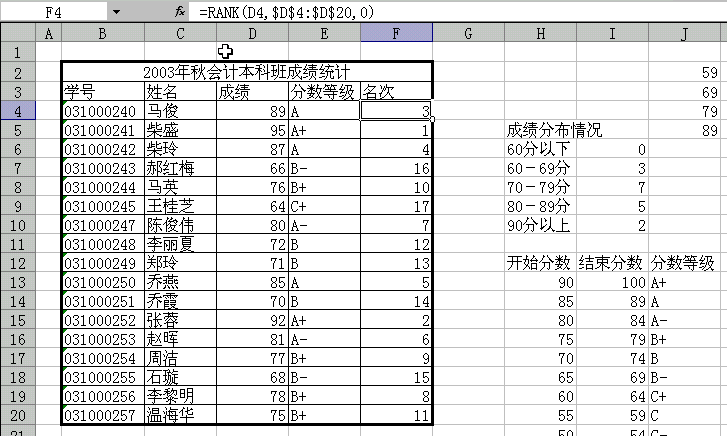 F4 fx =RANK(D4,$D$4:$D$20,0)
A B C D E F G H I J
1
2 2003年秋会计本科班成绩统计 59
3 学号 姓名 成绩 分数等级 名次 69
4 031000240 马俊 89 A 3 79
5 031000241 柴盛 95 A+ 1 成绩分布情况 89
6 031000242 柴玲 87 A 4 60分以下 0
7 031000243 郝红梅 66 B- 16 60－69分 3
8 031000244 马英 76 B+ 10 70－79分 7
9 031000245 王桂芝 64 C+ 17 80－89分 5
10 031000247 陈俊伟 80 A- 7 90分以上 2
11 031000248 李丽夏 72 B 12
12 031000249 郑玲 71 B 13 开始分数 结束分数 分数等级
13 031000250 乔燕 85 A 5 90 100 A+
14 031000251 乔霞 70 B 14 85 89 A
15 031000252 张蓉 92 A+ 2 80 84 A-
16 031000253 赵晖 81 A- 6 75 79 B+
17 031000254 周洁 77 B+ 9 70 74 B
18 031000255 石璇 68 B- 15 65 69 B-
19 031000256 李黎明 78 B+ 8 60 64 C+
20 031000257 温海华 75 B+ 11 55 59 C
21 50 54 C-